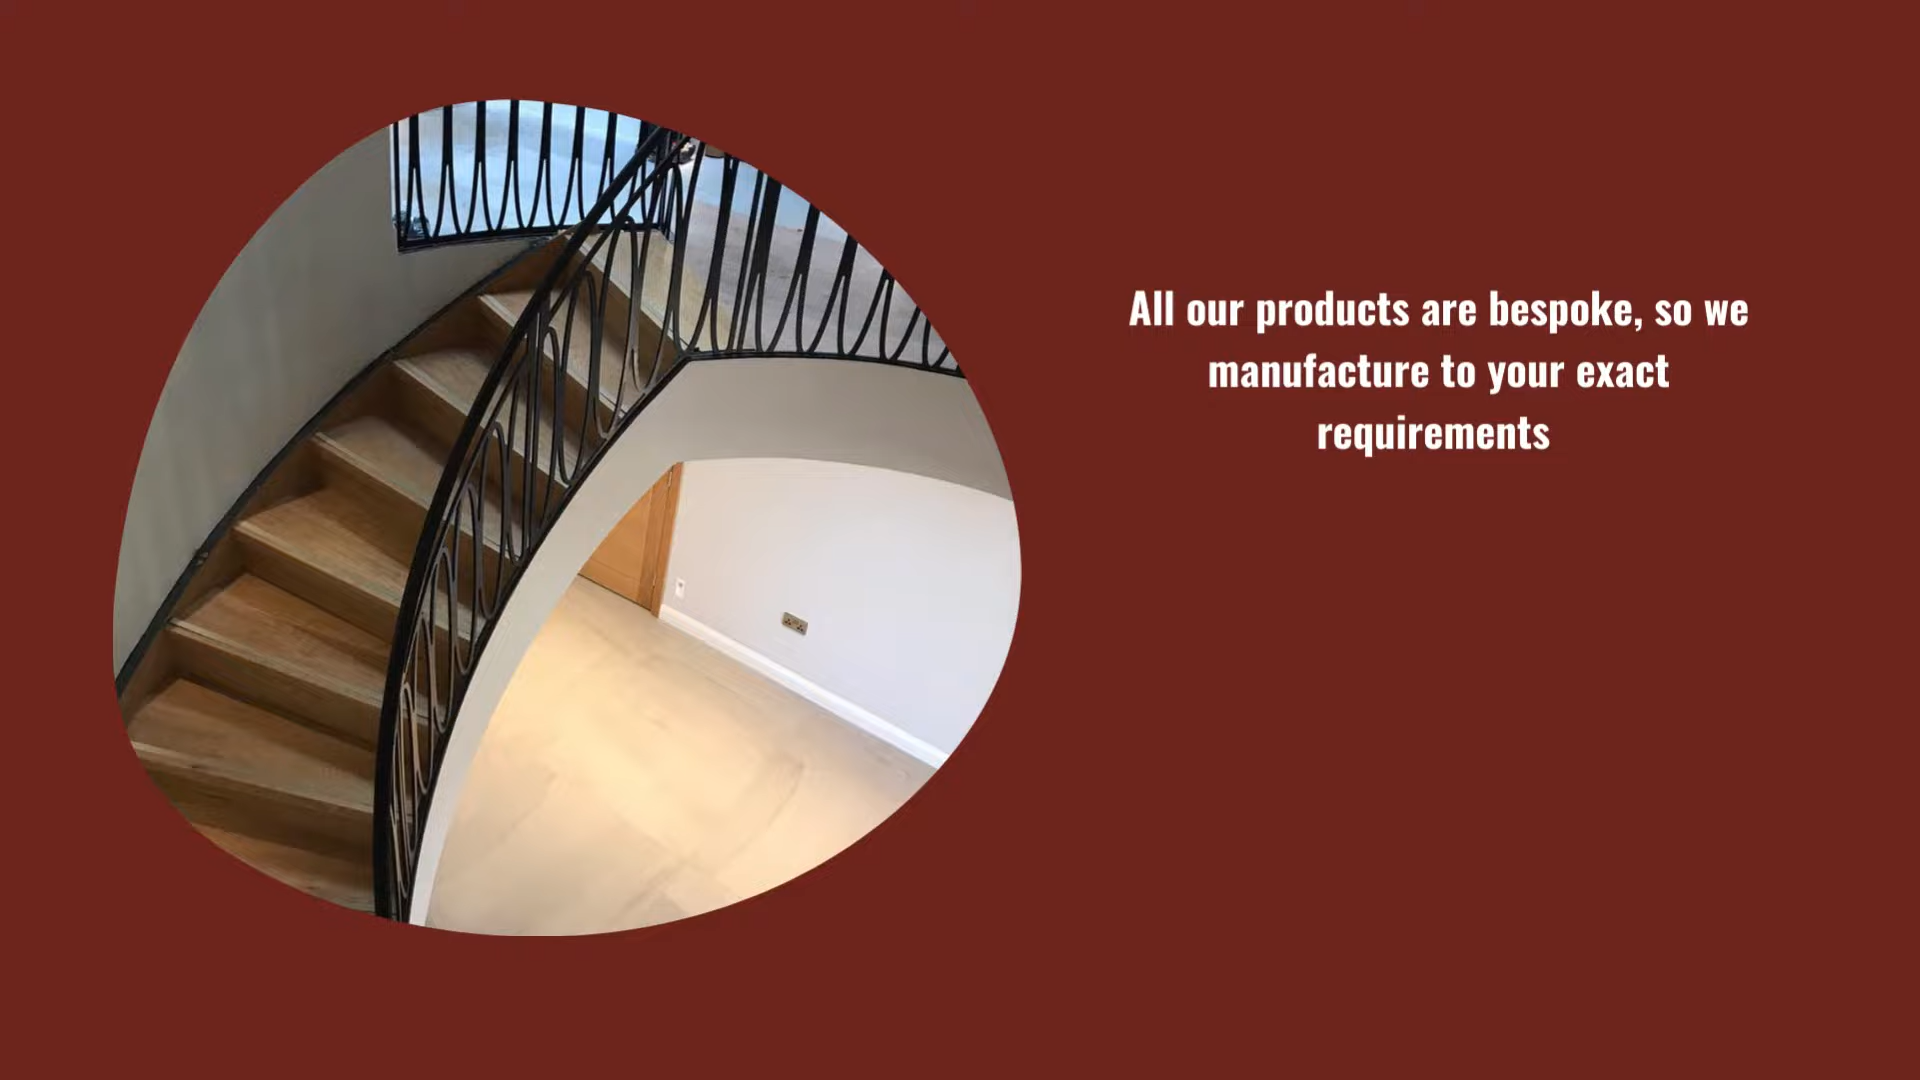 All our products are bespoke, so we
manufacture to your exact
requirements